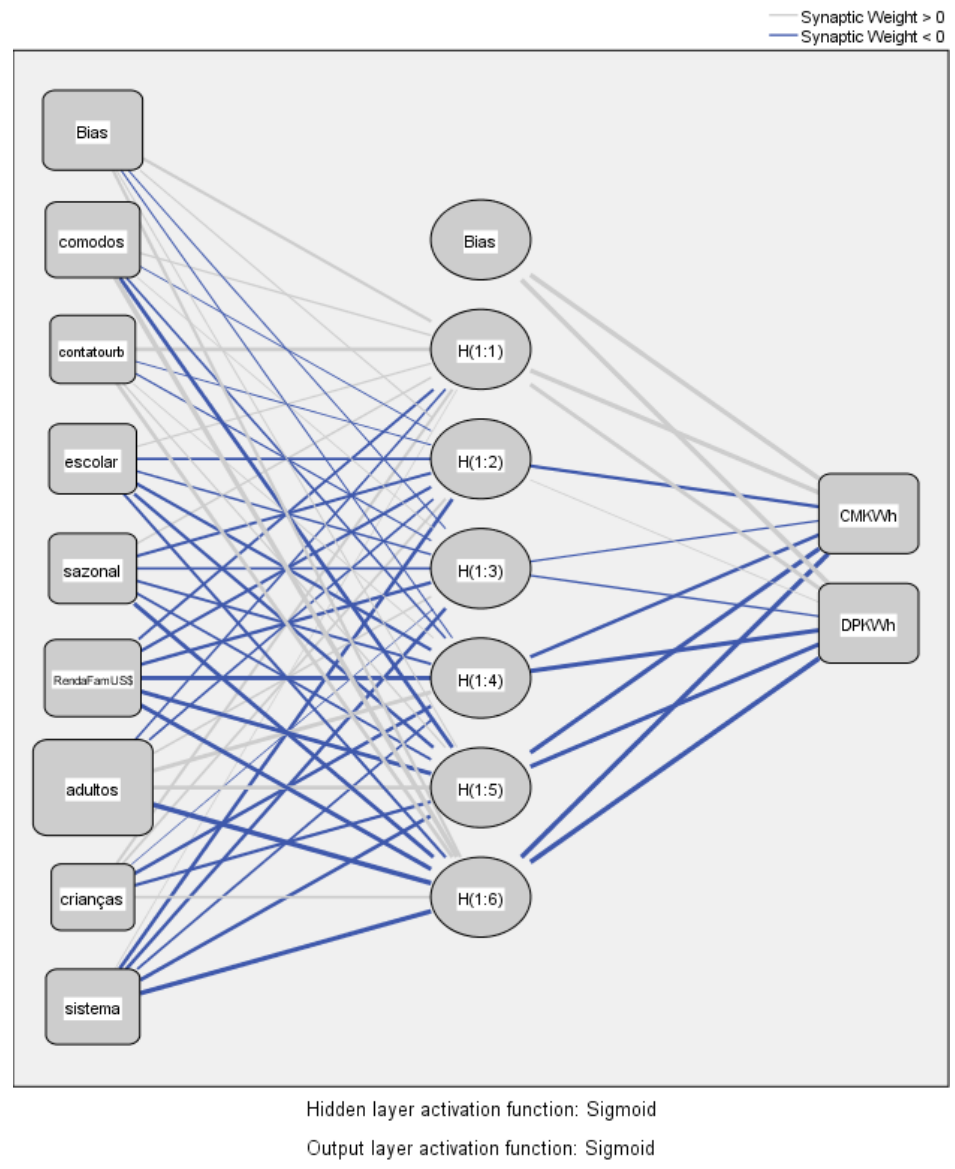 Synaptic Weight > 0
Synaptic Weight < 0
Bias
comodos
contatourb
escolar
sazonal
RendaFamUS$
adultos
crianças
sistema
Bias
H(1:1)
H(1:2)
H(1:3)
H(1:4)
H(1:5)
H(1:6)
CMKWh
DPKWh
Hidden layer activation function: Sigmoid
Output layer activation function: Sigmoid